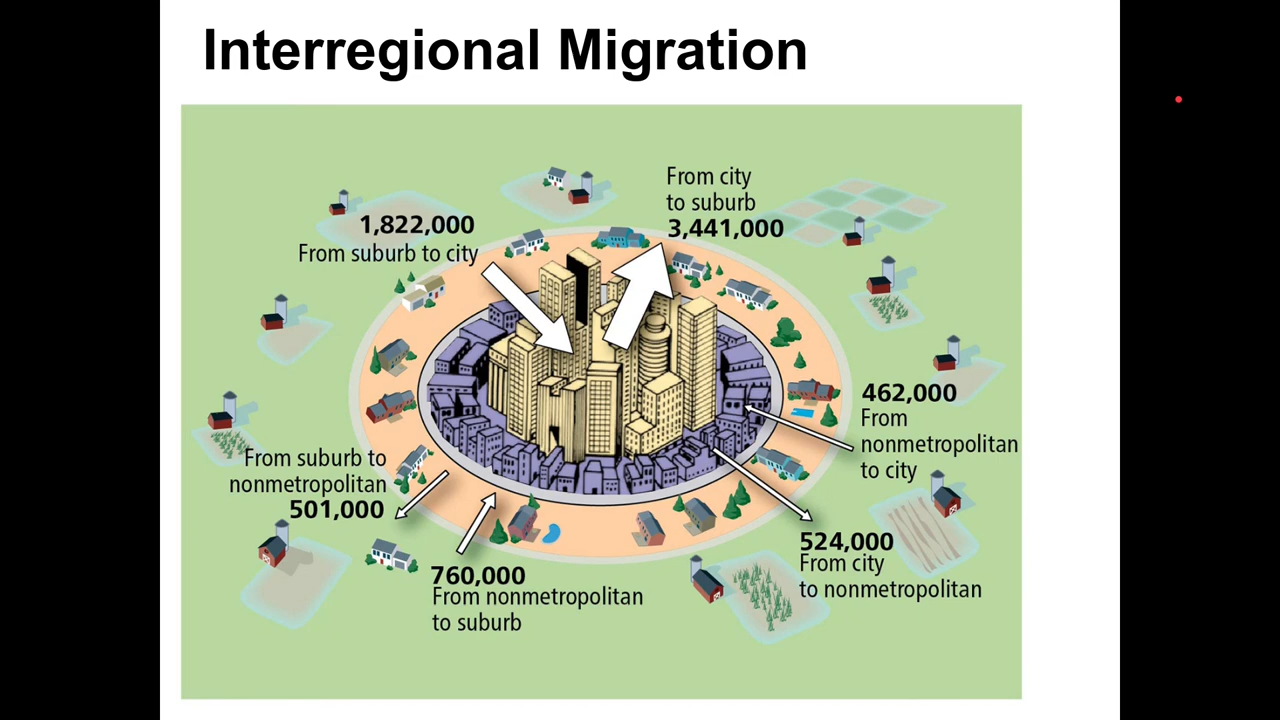 Interregional Migration
From city
to suburb
3,441,000
1,822,000
From suburb to city
462,000
From
nonmetropolitan
to city
From suburb to
nonmetropolitan
501,000
524,000
From city
to nonmetropolitan
760,000
From nonmetropolitan
to suburb